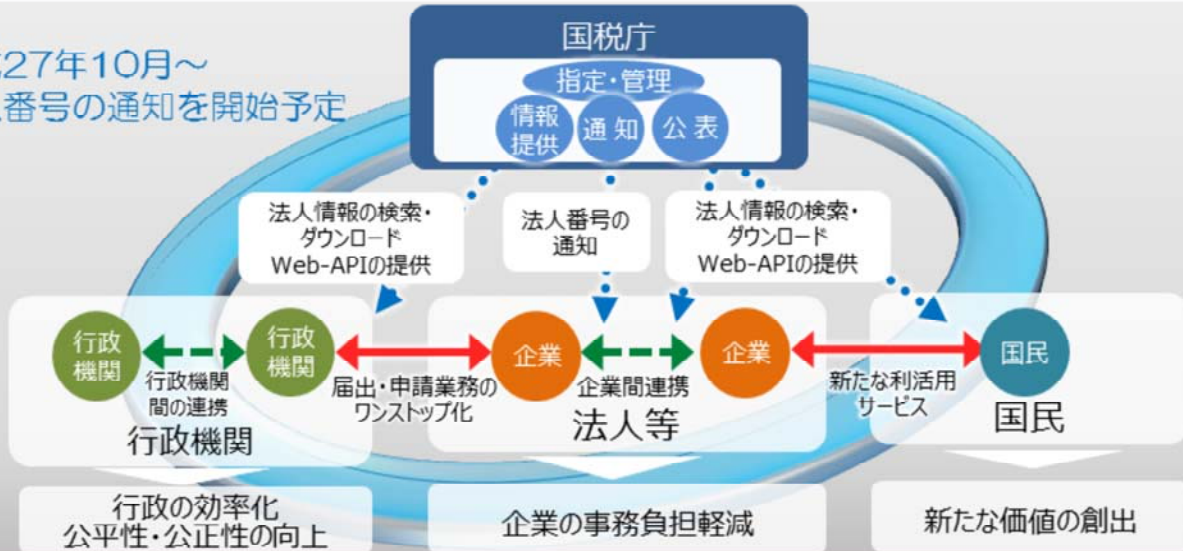 27年10月～
番号の通知を開始予定
国税庁
指定・管理
情報
提供
通知
公表
法人情報の検索・
ダウンロード
Web-APIの提供
法人番号の
通知
法人情報の検索・
ダウンロード
Web-APIの提供
行政
機関
行政
機関
企業
企業
国民
行政機関
間の連携
届出・申請業務の
ワンストップ化
企業間連携
新たな利活用
サービス
行政機関
法人等
国民
行政の効率化
公平性・公正性の向上
企業の事務負担軽減
新たな価値の創出